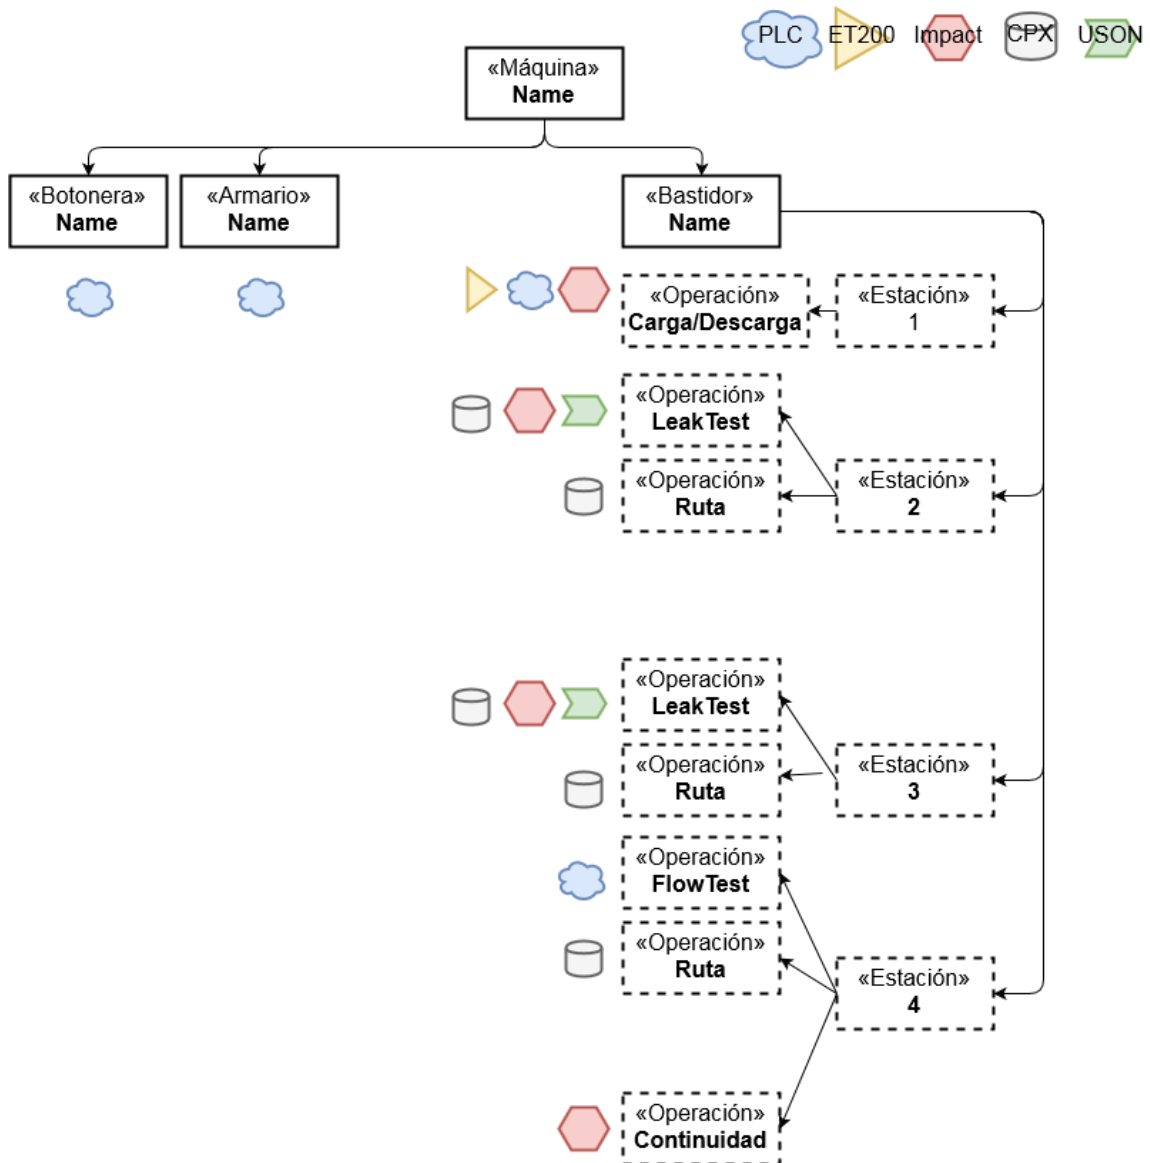 PLC
ET200
Impact
CPX
USON
«Máquina»
Name
«Botonera»
Name
«Armario»
Name
«Bastidor»
Name
«Operación»
Carga/Descarga
«Estación»
1
«Operación»
LeakTest
«Operación»
Ruta
«Estación»
2
«Operación»
LeakTest
«Operación»
Ruta
«Estación»
3
«Operación»
FlowTest
«Operación»
Ruta
«Estación»
4
«Operación»
Continuidad